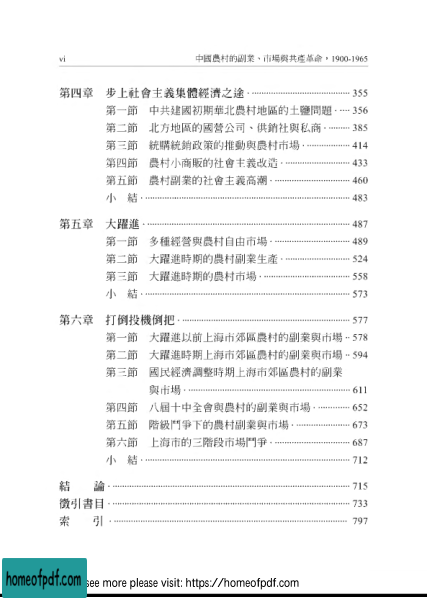 vi 中國農村的副業、市場與共產革命，1900-1965
第四章 步上社會主義集體經濟之途 355
第一節 中共建國初期華北農村地區的土鹽問題 356
第二節 北方地區的國營公司、供銷社與私商 385
第三節 統購統銷政策的推動與農村市場 414
第四節 農村小商販的社會主義改造 433
第五節 農村副業的社會主義高潮 460
小 結 483
第五章 大躍進 487
第一節 多種經營與農村自由市場 489
第二節 大躍進時期的農村副業生產 524
第三節 大躍進時期的農村市場 558
小 結 573
第六章 打倒投機倒把 577
第一節 大躍進以前上海市郊區農村的副業與市場 578
第二節 大躍進時期上海市郊區農村的副業與市場 594
第三節 國民經濟調整時期上海市郊區農村的副業
與市場 611
第四節 八屆十中全會與農村的副業與市場 652
第五節 階級鬥爭下的農村副業與市場 673
第六節 上海市的三階段市場鬥爭 687
小 結 712
結 論 715
徵引書目 733
索 引 797
homeofpdf.com see more please visit: https://homeofpdf.com